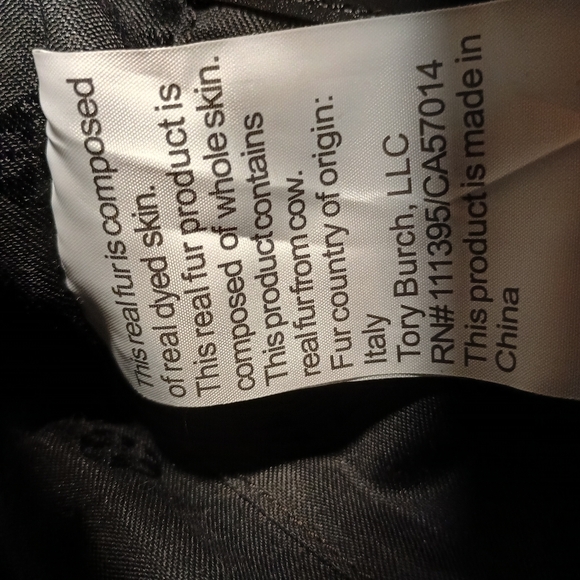 This real fur is composed
of real dyed skin.
This real fur product is
composed of whole skin.
This product contains
real fur from cow.
Fur country of origin:
Italy
Tory Burch, LLC
RN# 111395/CA57014
This product is made in
China